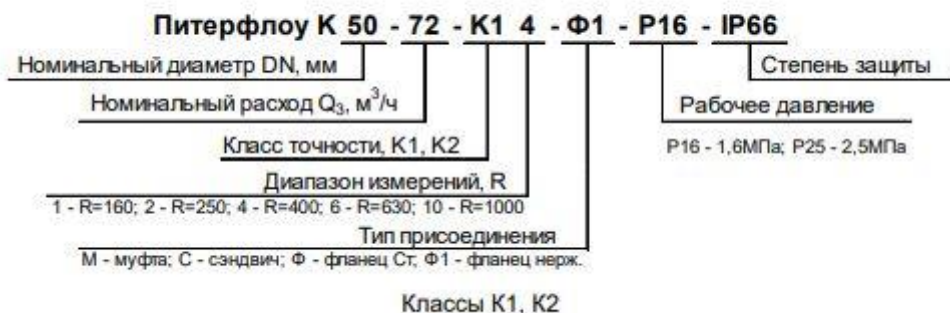 Питерфлоу К 50 - 72 - К1 4 - Ф1 - Р16 - IP66
Номинальный диаметр DN, мм
Степень защиты
Номинальный расход Q₃, м³/ч
Рабочее давление
Класс точности, К1, К2
Р16 - 1,6МПа; Р25 - 2,5МПа
Диапазон измерений, R
1 - R=160; 2 - R=250; 4 - R=400; 6 - R=630; 10 - R=1000
Тип присоединения
М - муфта; С - сэндвич; Ф - фланец Ст; Ф1 - фланец нерж.
Классы К1, К2